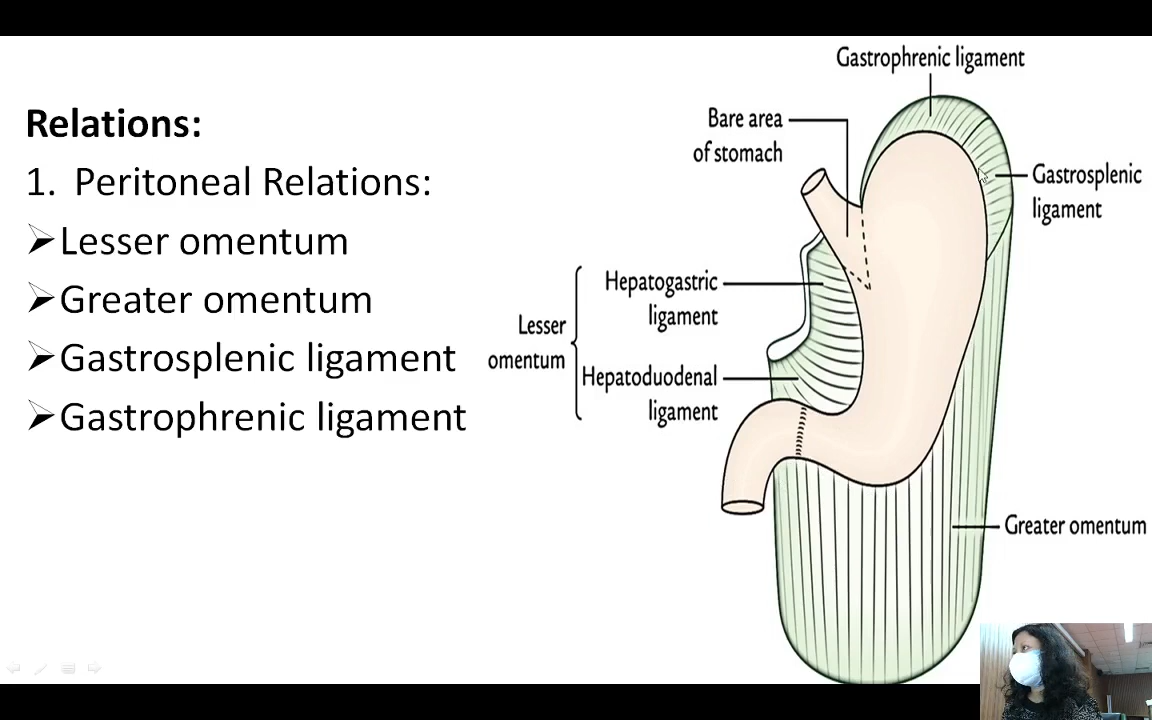 Relations:
1. Peritoneal Relations:
➢Lesser omentum
➢Greater omentum
➢Gastrosplenic ligament
➢Gastrophrenic ligament
Gastrophrenic ligament
Bare area
of stomach
Gastrosplenic
ligament
Hepatogastric
ligament
Lesser
omentum
Hepatoduodenal
ligament
Greater omentum